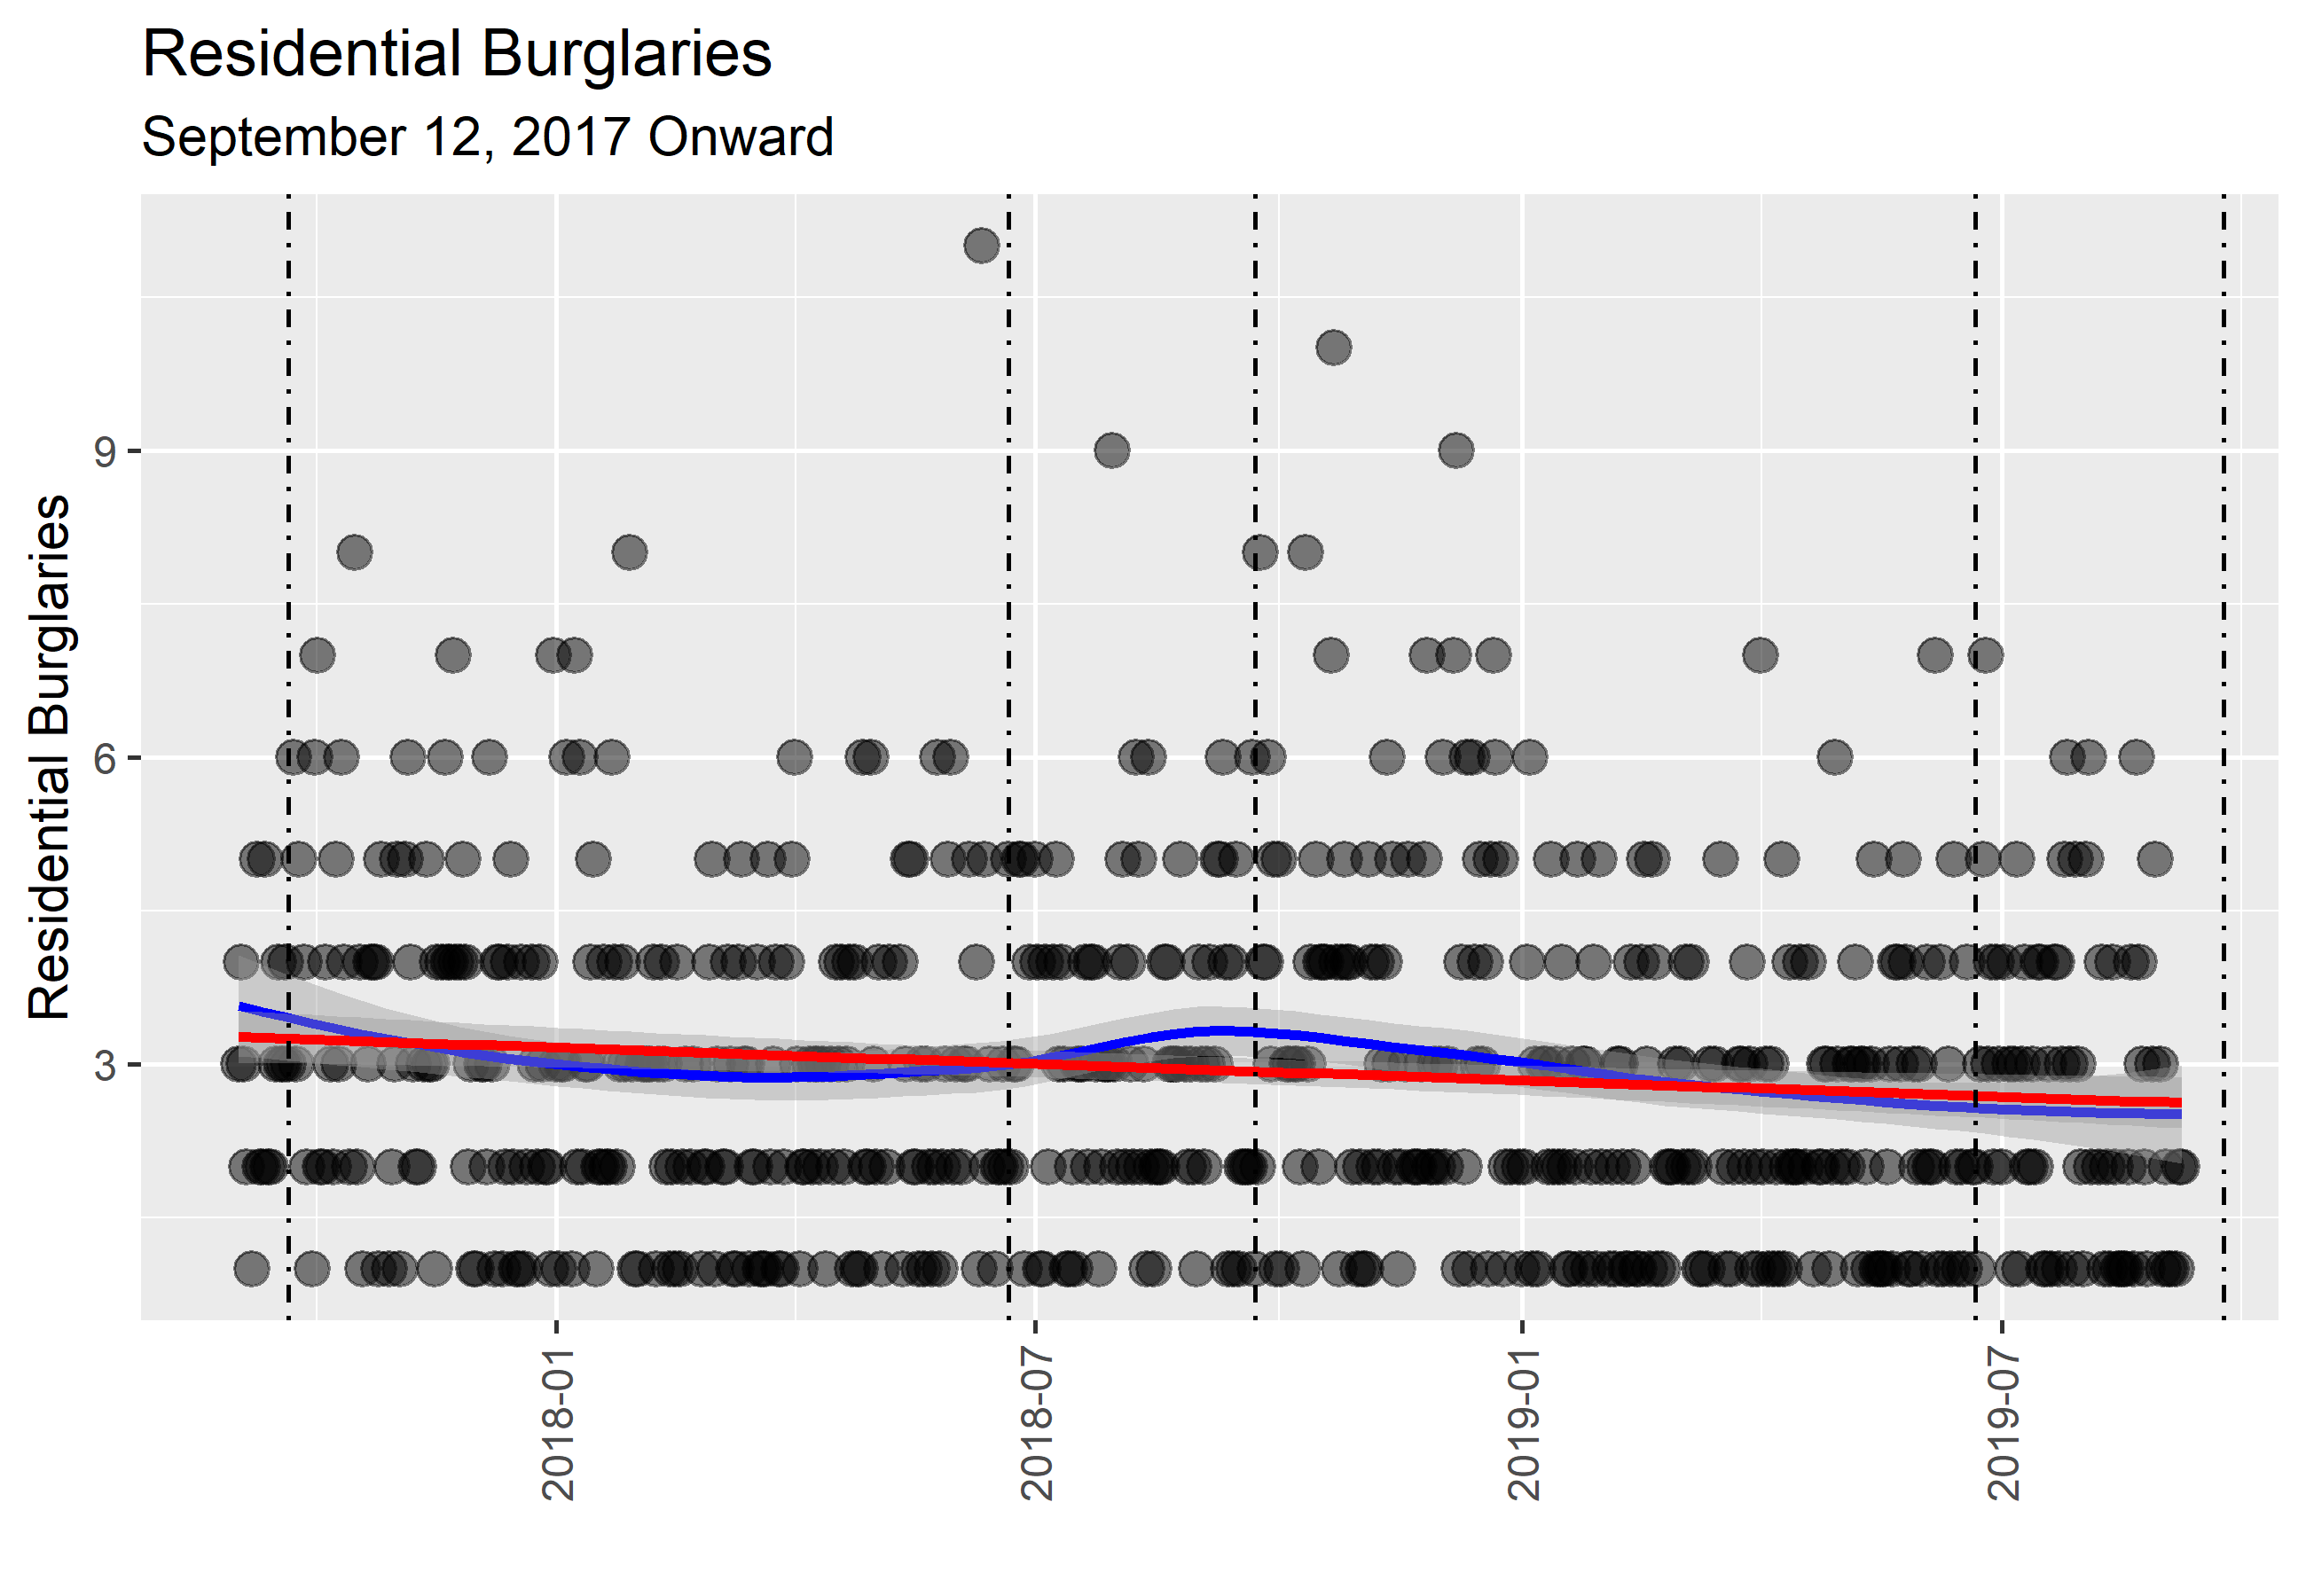 Residential Burglaries
September 12, 2017 Onward
Residential Burglaries
9
6
3
2018-01
2018-07
2019-01
2019-07